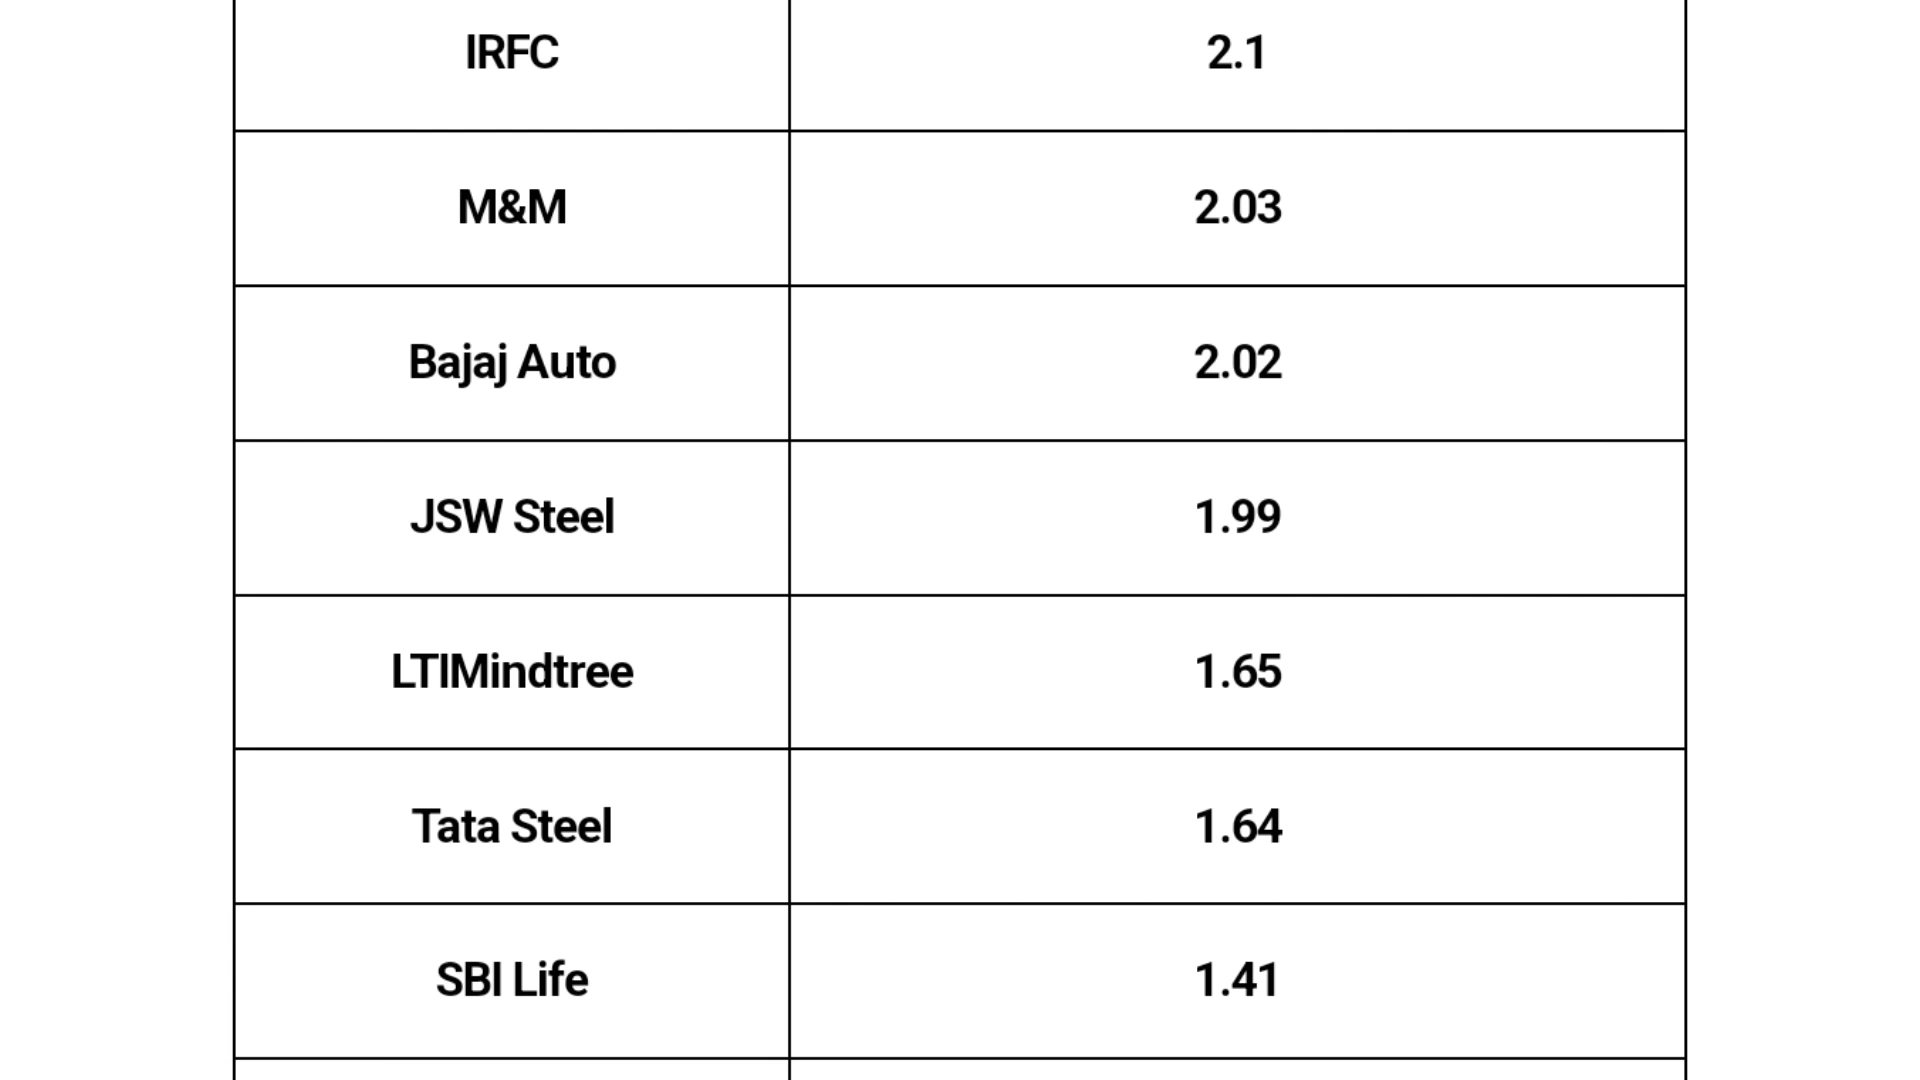 IRFC 2.1
M&M 2.03
Bajaj Auto 2.02
JSW Steel 1.99
LTIMindtree 1.65
Tata Steel 1.64
SBI Life 1.41